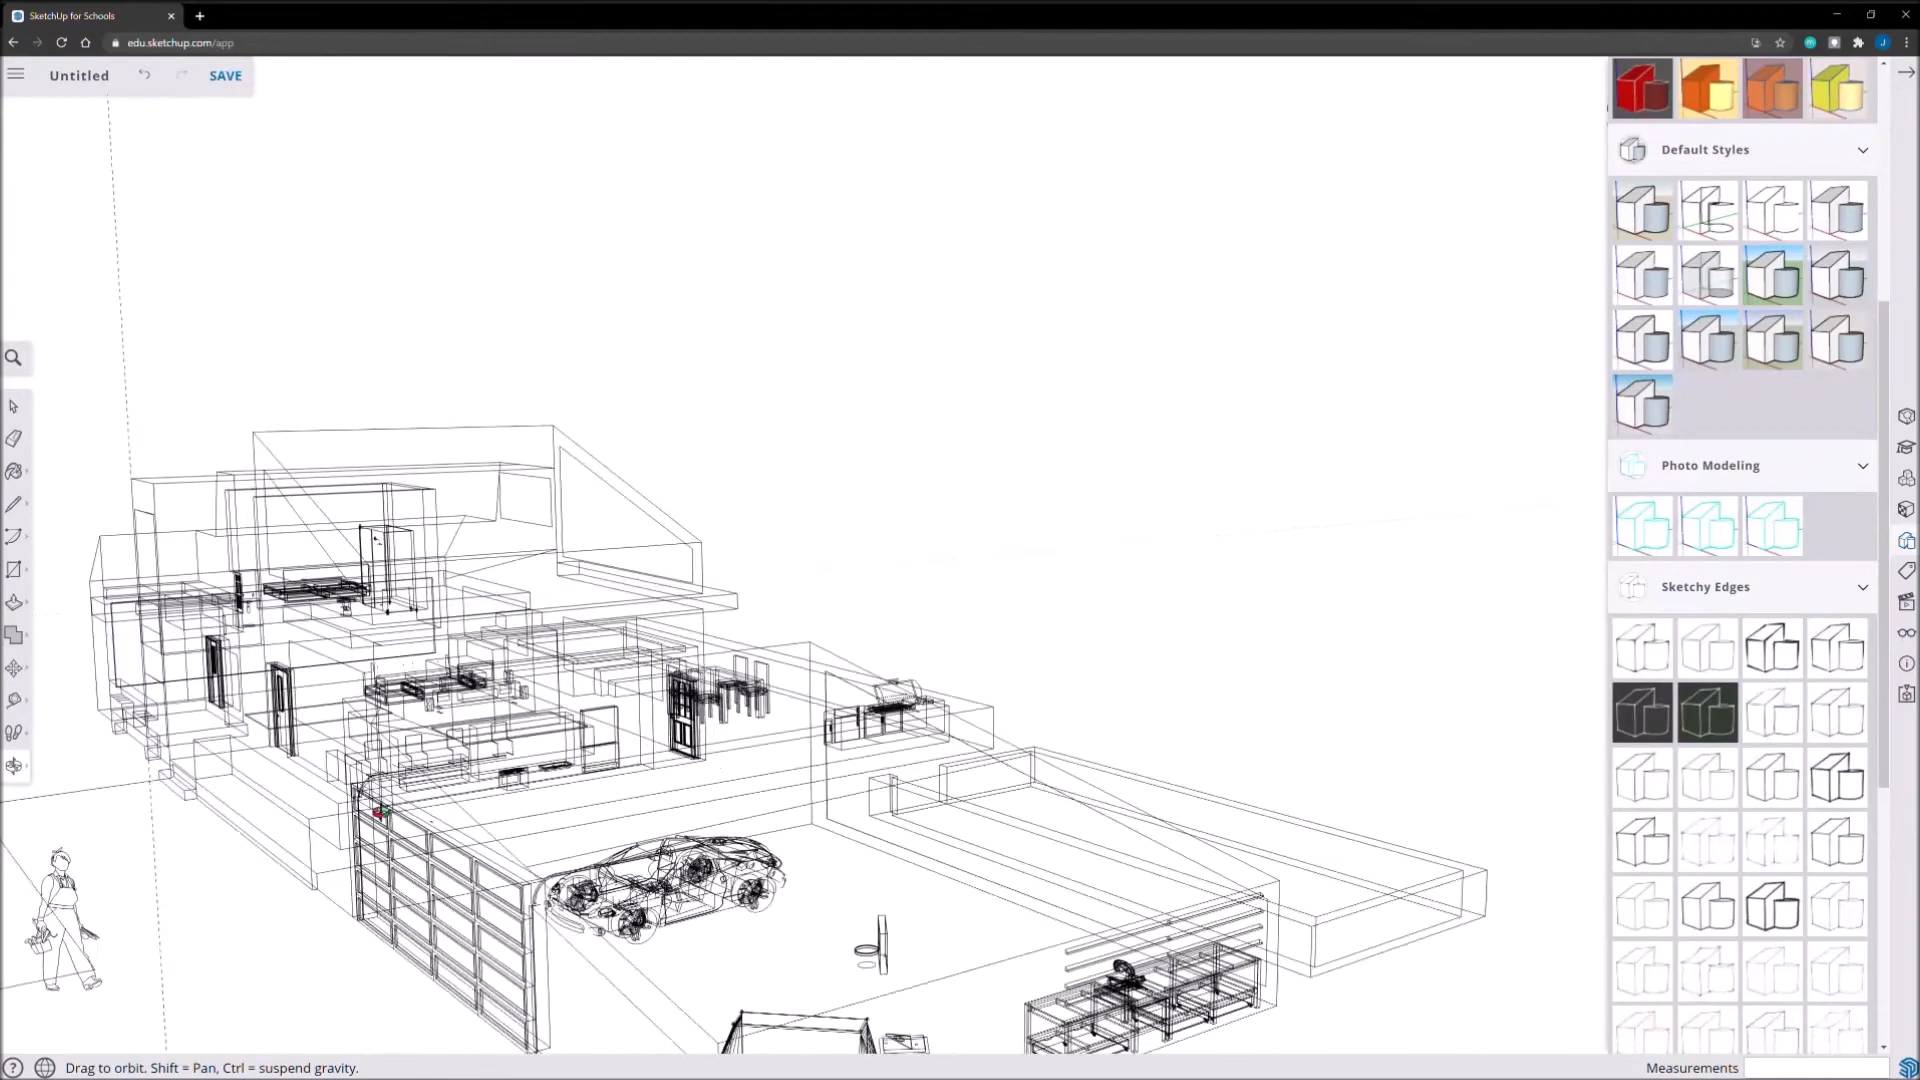 SketchUp for Schools
edu.sketchup.com/app
J
Untitled
SAVE
Default Styles
Photo Modeling
Sketchy Edges
Drag to orbit. Shift = Pan, Ctrl = suspend gravity.
Measurements